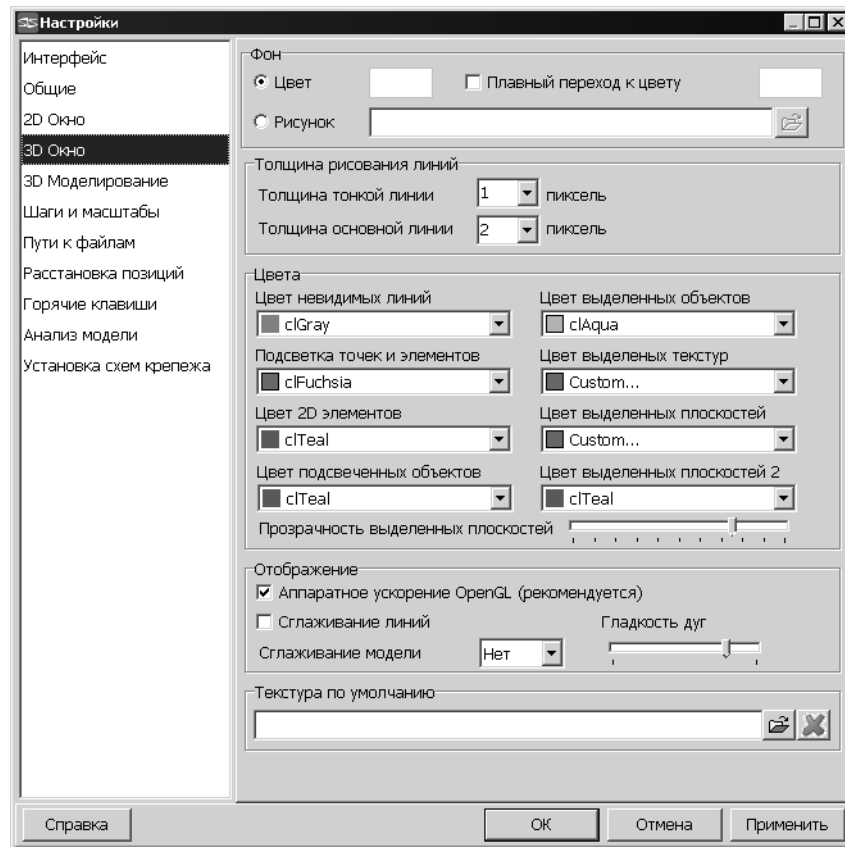 Настройки
Интерфейс
Общие
2D Окно
3D Окно
3D Моделирование
Шаги и масштабы
Пути к файлам
Расстановка позиций
Горячие клавиши
Анализ модели
Установка схем крепежа
Фон
Цвет Плавный переход к цвету
Рисунок
Толщина рисования линий
Толщина тонкой линии 1 пиксель
Толщина основной линии 2 пиксель
Цвета
Цвет невидимых линий Цвет выделенных объектов
clGray clAqua
Подсветка точек и элементов Цвет выделеных текстур
clFuchsia Custom...
Цвет 2D элементов Цвет выделенных плоскостей
clTeal Custom...
Цвет подсвеченных объектов Цвет выделенных плоскостей 2
clTeal clTeal
Прозрачность выделенных плоскостей
Отображение
Аппаратное ускорение OpenGL (рекомендуется)
Сглаживание линий Гладкость дуг
Сглаживание модели Нет
Текстура по умолчанию
Справка ОК Отмена Применить